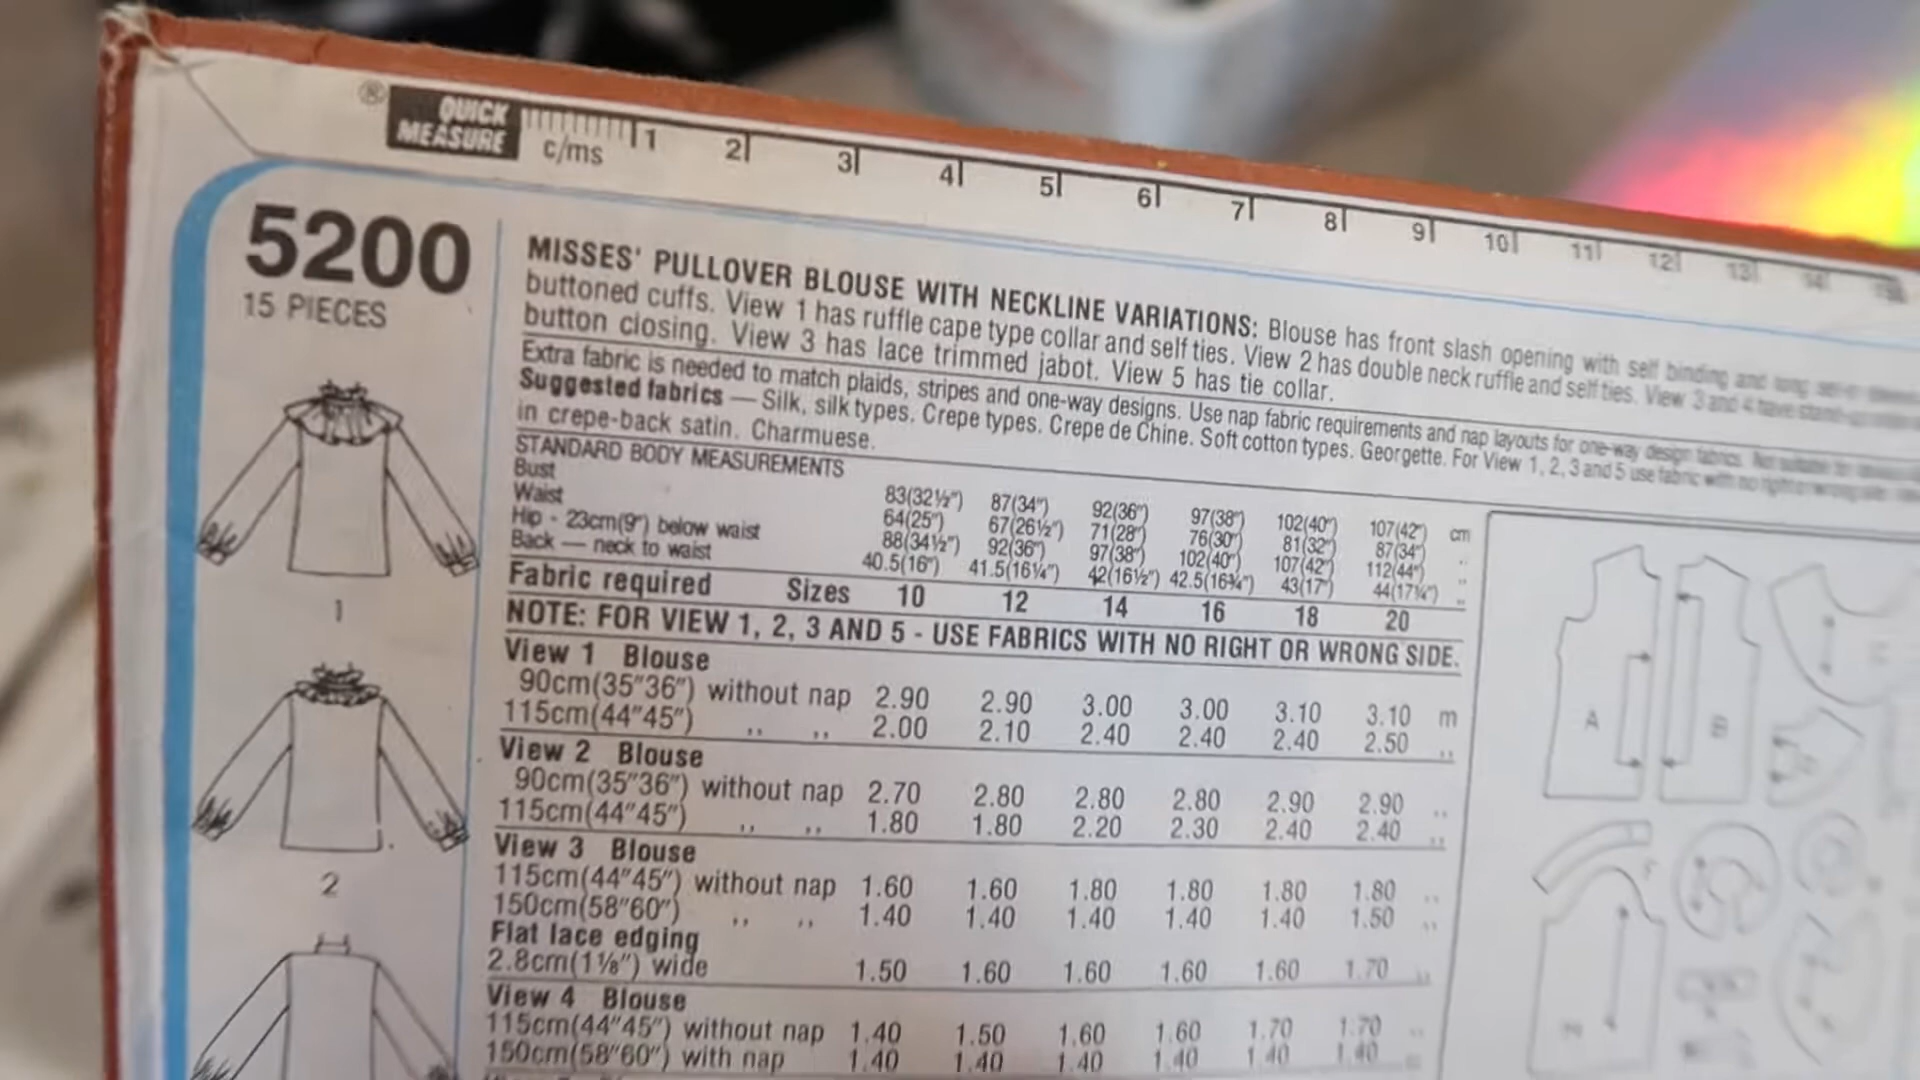 ® QUICK MEASURE c/ms 1 2 3 4 5 6 7 8 9 10 11 12 13 14
5200
15 PIECES
1
2
MISSES' PULLOVER BLOUSE WITH NECKLINE VARIATIONS: Blouse has front slash opening with self binding and long
buttoned cuffs. View 1 has ruffle cape type collar and self ties. View 2 has double neck ruffle and self ties. View 3 and 4 have
button closing. View 3 has lace trimmed jabot. View 5 has tie collar.
Extra fabric is needed to match plaids, stripes and one-way designs. Use nap fabric requirements and nap layouts for one-way design fabrics.
Suggested fabrics — Silk, silk types. Crepe types. Crepe de Chine. Soft cotton types. Georgette. For View 1, 2, 3 and 5 use fabric with no right or wrong
in crepe-back satin. Charmuese.
STANDARD BODY MEASUREMENTS
Bust 83(32½") 87(34") 92(36") 97(38") 102(40") 107(42") cm
Waist 64(25") 67(26½") 71(28") 76(30") 81(32") 87(34") ,,
Hip - 23cm(9") below waist 88(34½") 92(36") 97(38") 102(40") 107(42") 112(44") ,,
Back — neck to waist 40.5(16") 41.5(16¼") 42(16½") 42.5(16¾") 43(17") 44(17¼") ,,
Fabric required Sizes 10 12 14 16 18 20
NOTE: FOR VIEW 1, 2, 3 AND 5 - USE FABRICS WITH NO RIGHT OR WRONG SIDE.
View 1 Blouse
90cm(35"36") without nap 2.90 2.90 3.00 3.00 3.10 3.10 m
115cm(44"45") ,, ,, 2.00 2.10 2.40 2.40 2.40 2.50 ,,
View 2 Blouse
90cm(35"36") without nap 2.70 2.80 2.80 2.80 2.90 2.90 ,,
115cm(44"45") ,, ,, 1.80 1.80 2.20 2.30 2.40 2.40 ,,
View 3 Blouse
115cm(44"45") without nap 1.60 1.60 1.80 1.80 1.80 1.80 ,,
150cm(58"60") ,, ,, 1.40 1.40 1.40 1.40 1.40 1.50 ,,
Flat lace edging
2.8cm(1⅛") wide 1.50 1.60 1.60 1.60 1.60 1.70 ,,
View 4 Blouse
115cm(44"45") without nap 1.40 1.50 1.60 1.60 1.70 1.70 ,,
150cm(58"60") with nap 1.40 1.40 1.40 1.40 1.40 1.40 ,,
A
B